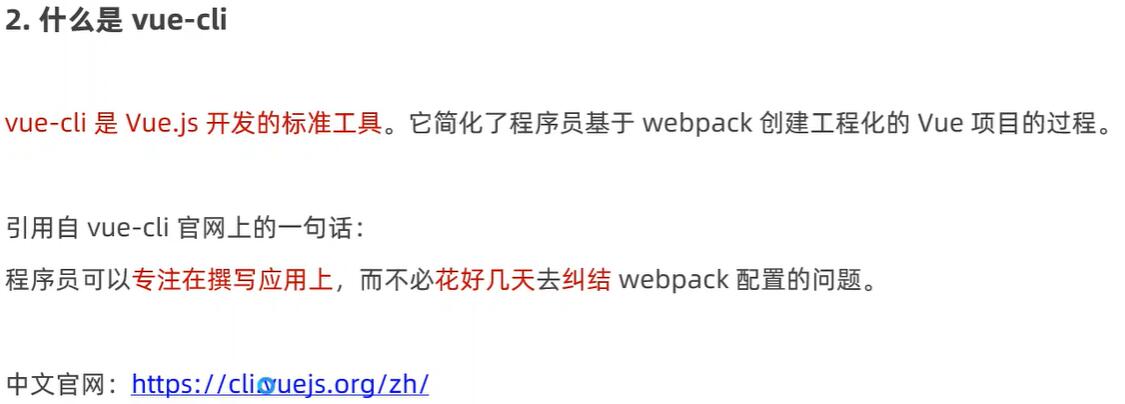 2. 什么是 vue-cli
vue-cli 是 Vue.js 开发的标准工具。它简化了程序员基于 webpack 创建工程化的 Vue 项目的过程。
引用自 vue-cli 官网上的一句话：
程序员可以专注在撰写应用上，而不必花好几天去纠结 webpack 配置的问题。
中文官网：https://cli.vuejs.org/zh/